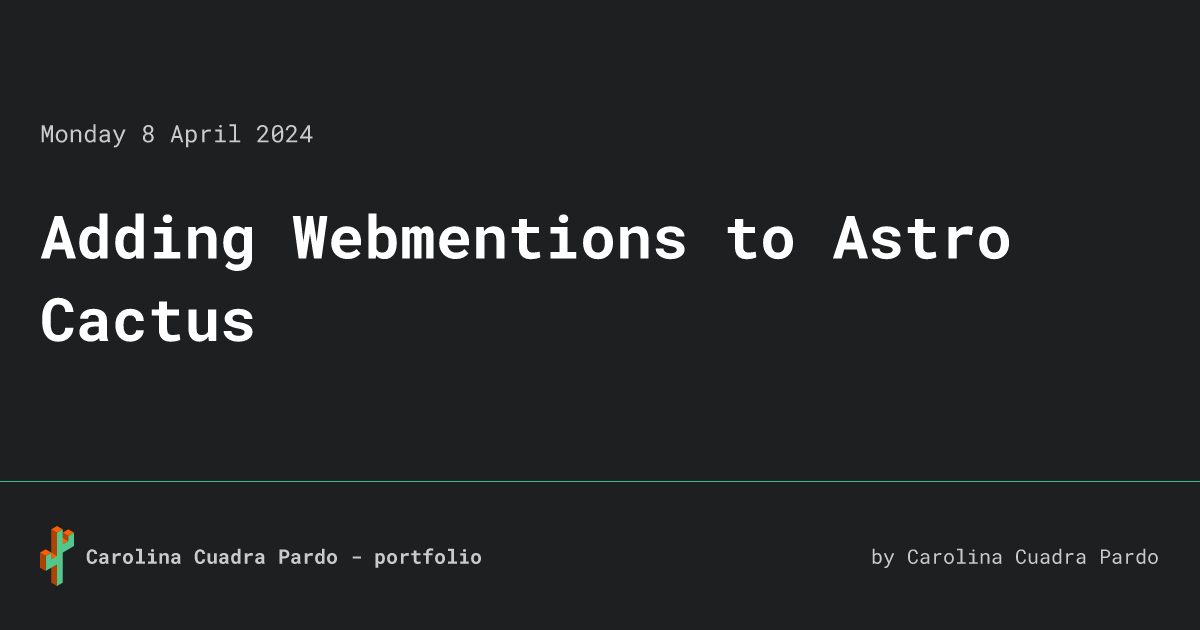 Monday 8 April 2024
Adding Webmentions to Astro
Cactus
Carolina Cuadra Pardo - portfolio
by Carolina Cuadra Pardo